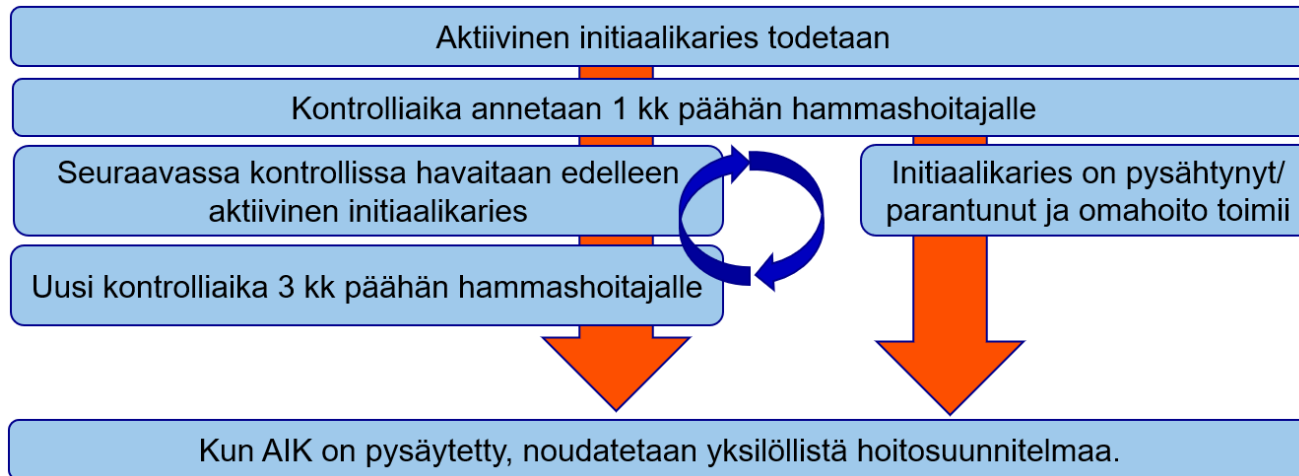 Aktiivinen initiaalikaries todetaan
Kontrolliaika annetaan 1 kk päähän hammashoitajalle
Seuraavassa kontrollissa havaitaan edelleen
aktiivinen initiaalikaries
Initiaalikaries on pysähtynyt/
parantunut ja omahoito toimii
Uusi kontrolliaika 3 kk päähän hammashoitajalle
Kun AIK on pysäytetty, noudatetaan yksilöllistä hoitosuunnitelmaa.